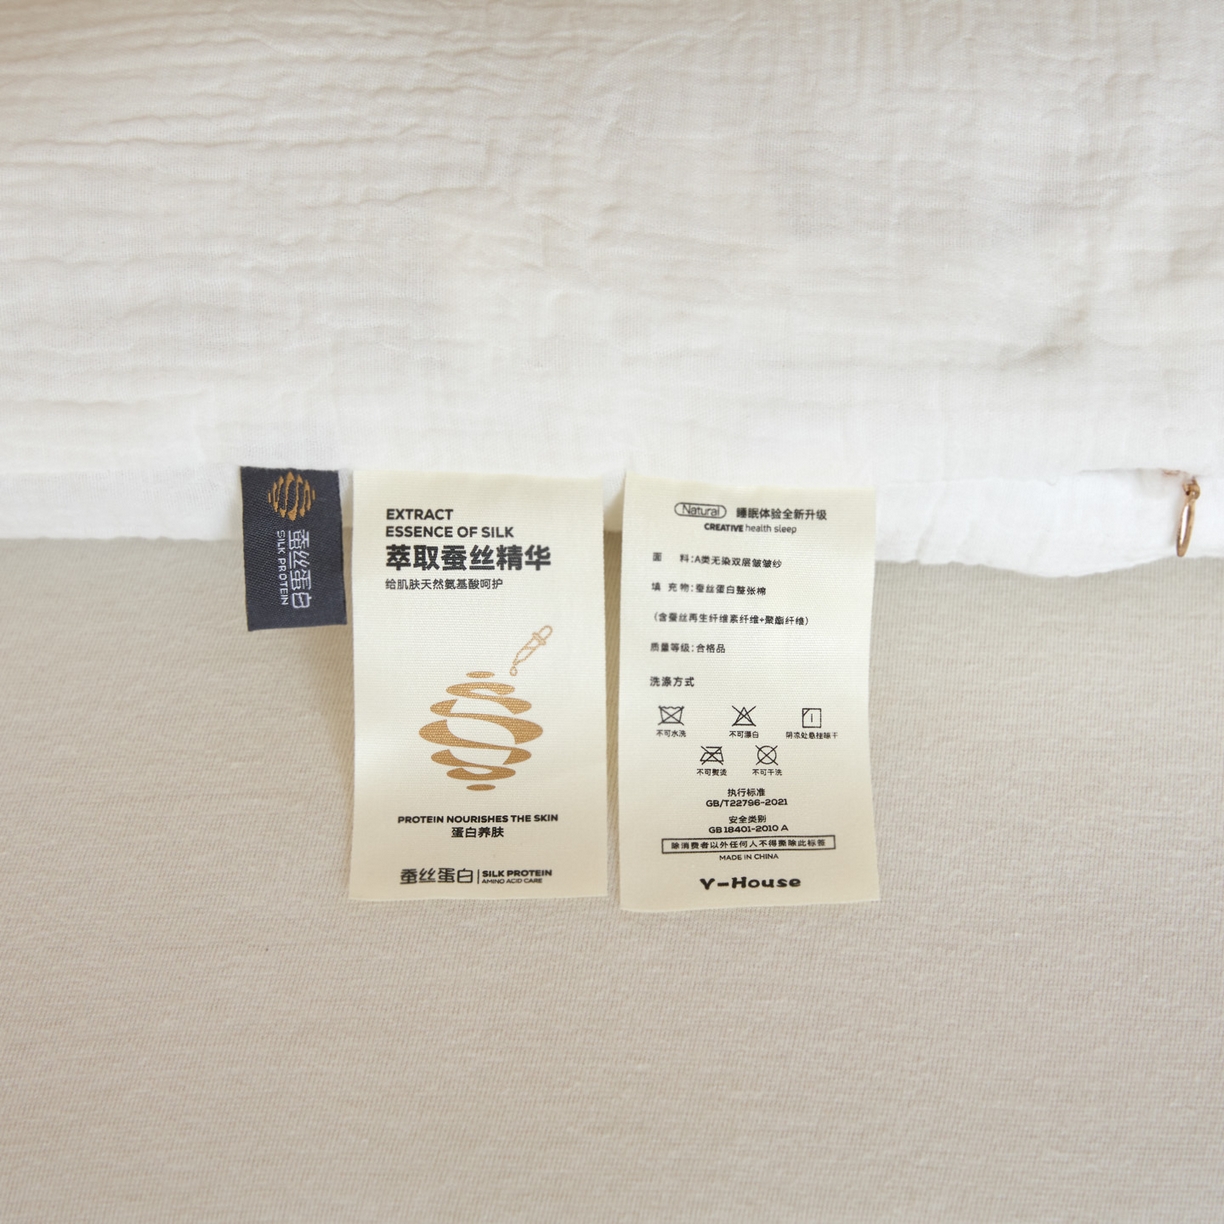 蚕丝蛋白
SILK PROTEIN
EXTRACT
ESSENCE OF SILK
萃取蚕丝精华
给肌肤天然氨基酸呵护
PROTEIN NOURISHES THE SKIN
蛋白养肤
蚕丝蛋白 | SILK PROTEIN
AMINO ACID CARE
Natural 睡眠体验全新升级
CREATIVE health sleep
面 料:A类无染双层皱皱纱
填 充 物:蚕丝蛋白整张棉
(含蚕丝再生纤维素纤维+聚酯纤维)
质量等级:合格品
洗涤方式
不可水洗 不可漂白 阴凉处悬挂晾干
不可熨烫 不可干洗
执行标准
GB/T22796-2021
安全类别
GB 18401-2010 A
除消费者以外任何人不得撕除此标签
MADE IN CHINA
Y-House